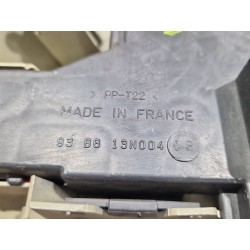 > PP-T22 <
MADE IN FRANCE
93 BB 13N004